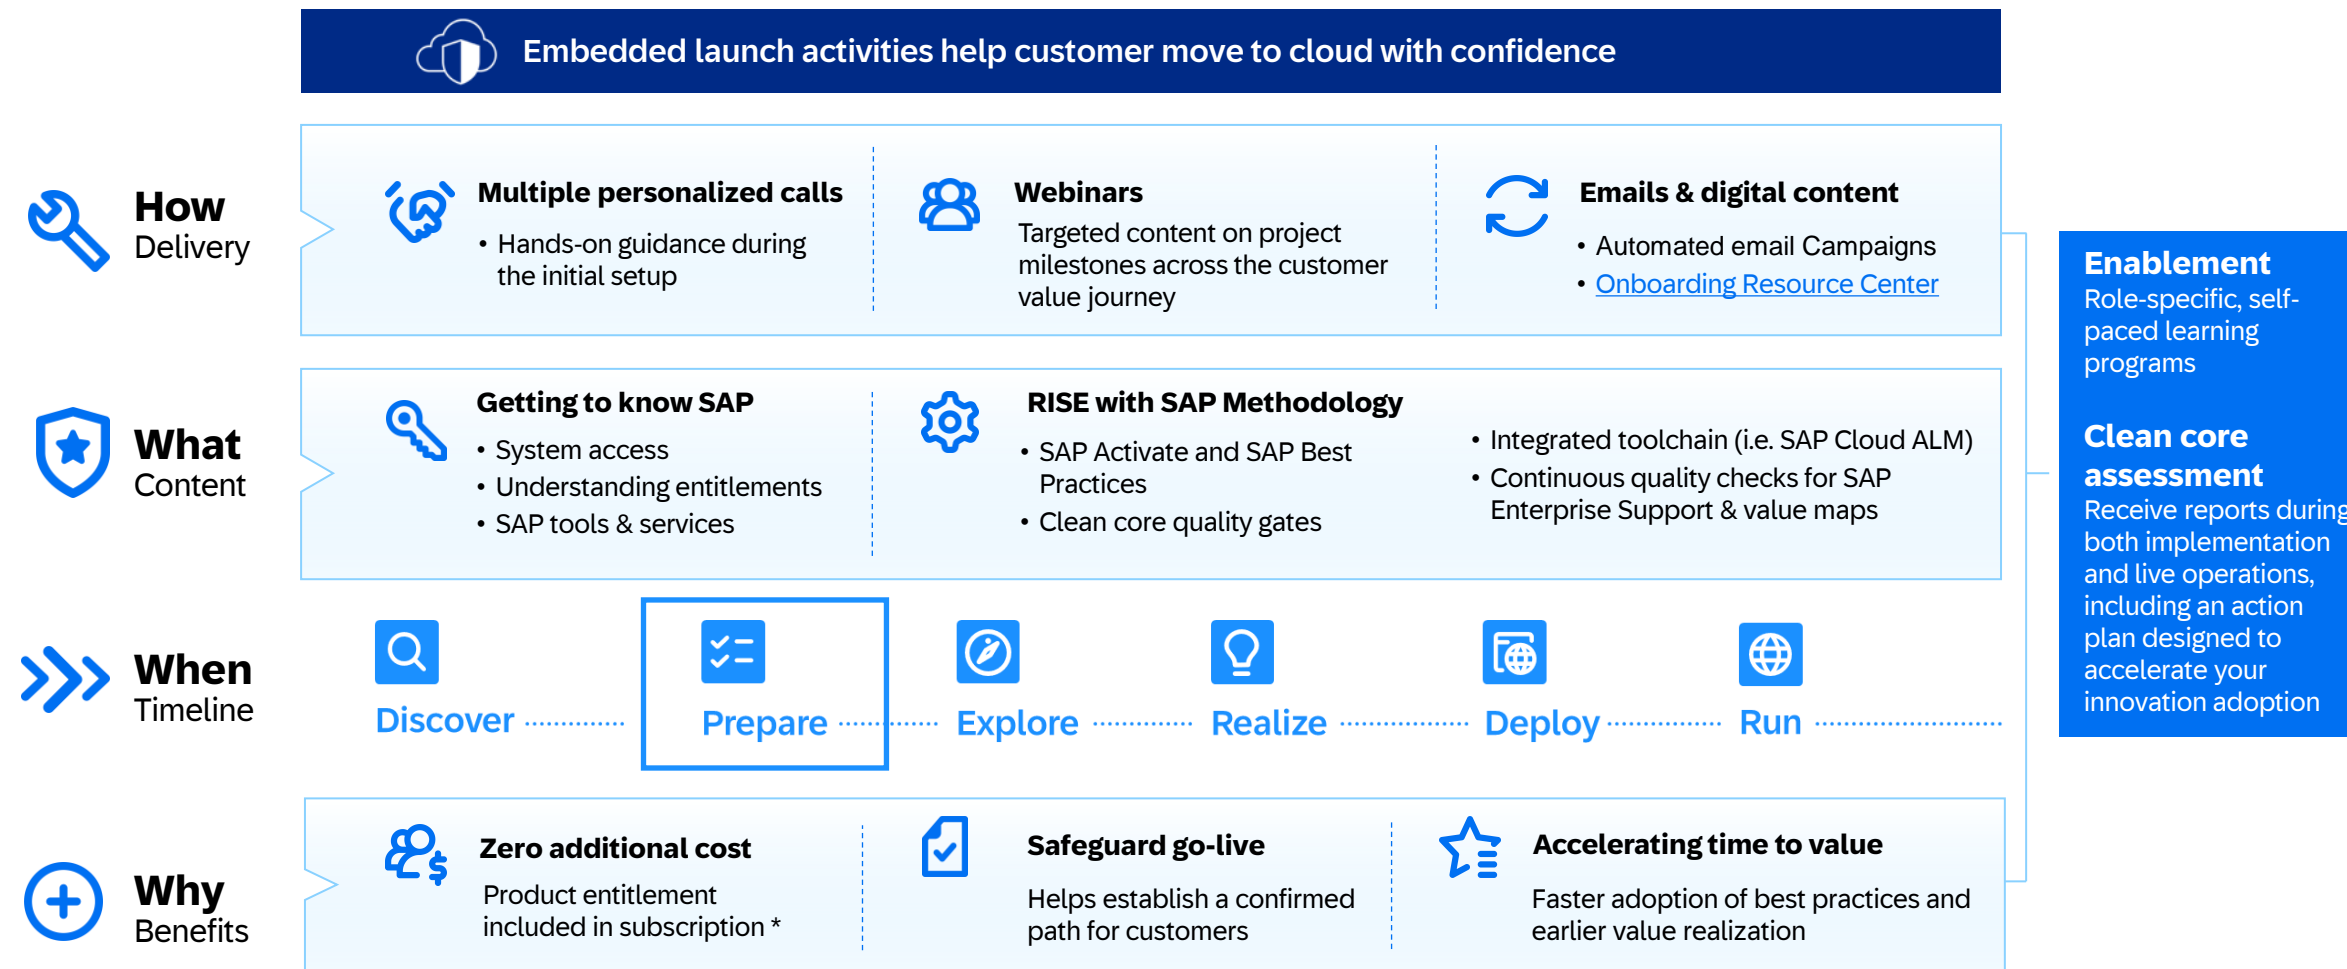 Embedded launch activities help customer move to cloud with confidence
How
Delivery
Multiple personalized calls
• Hands-on guidance during
the initial setup
Webinars
Targeted content on project
milestones across the customer
value journey
Emails & digital content
• Automated email Campaigns
• Onboarding Resource Center
What
Content
Getting to know SAP
• System access
• Understanding entitlements
• SAP tools & services
RISE with SAP Methodology
• SAP Activate and SAP Best
Practices
• Clean core quality gates
• Integrated toolchain (i.e. SAP Cloud ALM)
• Continuous quality checks for SAP
Enterprise Support & value maps
When
Timeline
Discover
Prepare
Explore
Realize
Deploy
Run
Why
Benefits
Zero additional cost
Product entitlement
included in subscription *
Safeguard go-live
Helps establish a confirmed
path for customers
Accelerating time to value
Faster adoption of best practices and
earlier value realization
Enablement
Role-specific, self-
paced learning
programs
Clean core
assessment
Receive reports during
both implementation
and live operations,
including an action
plan designed to
accelerate your
innovation adoption